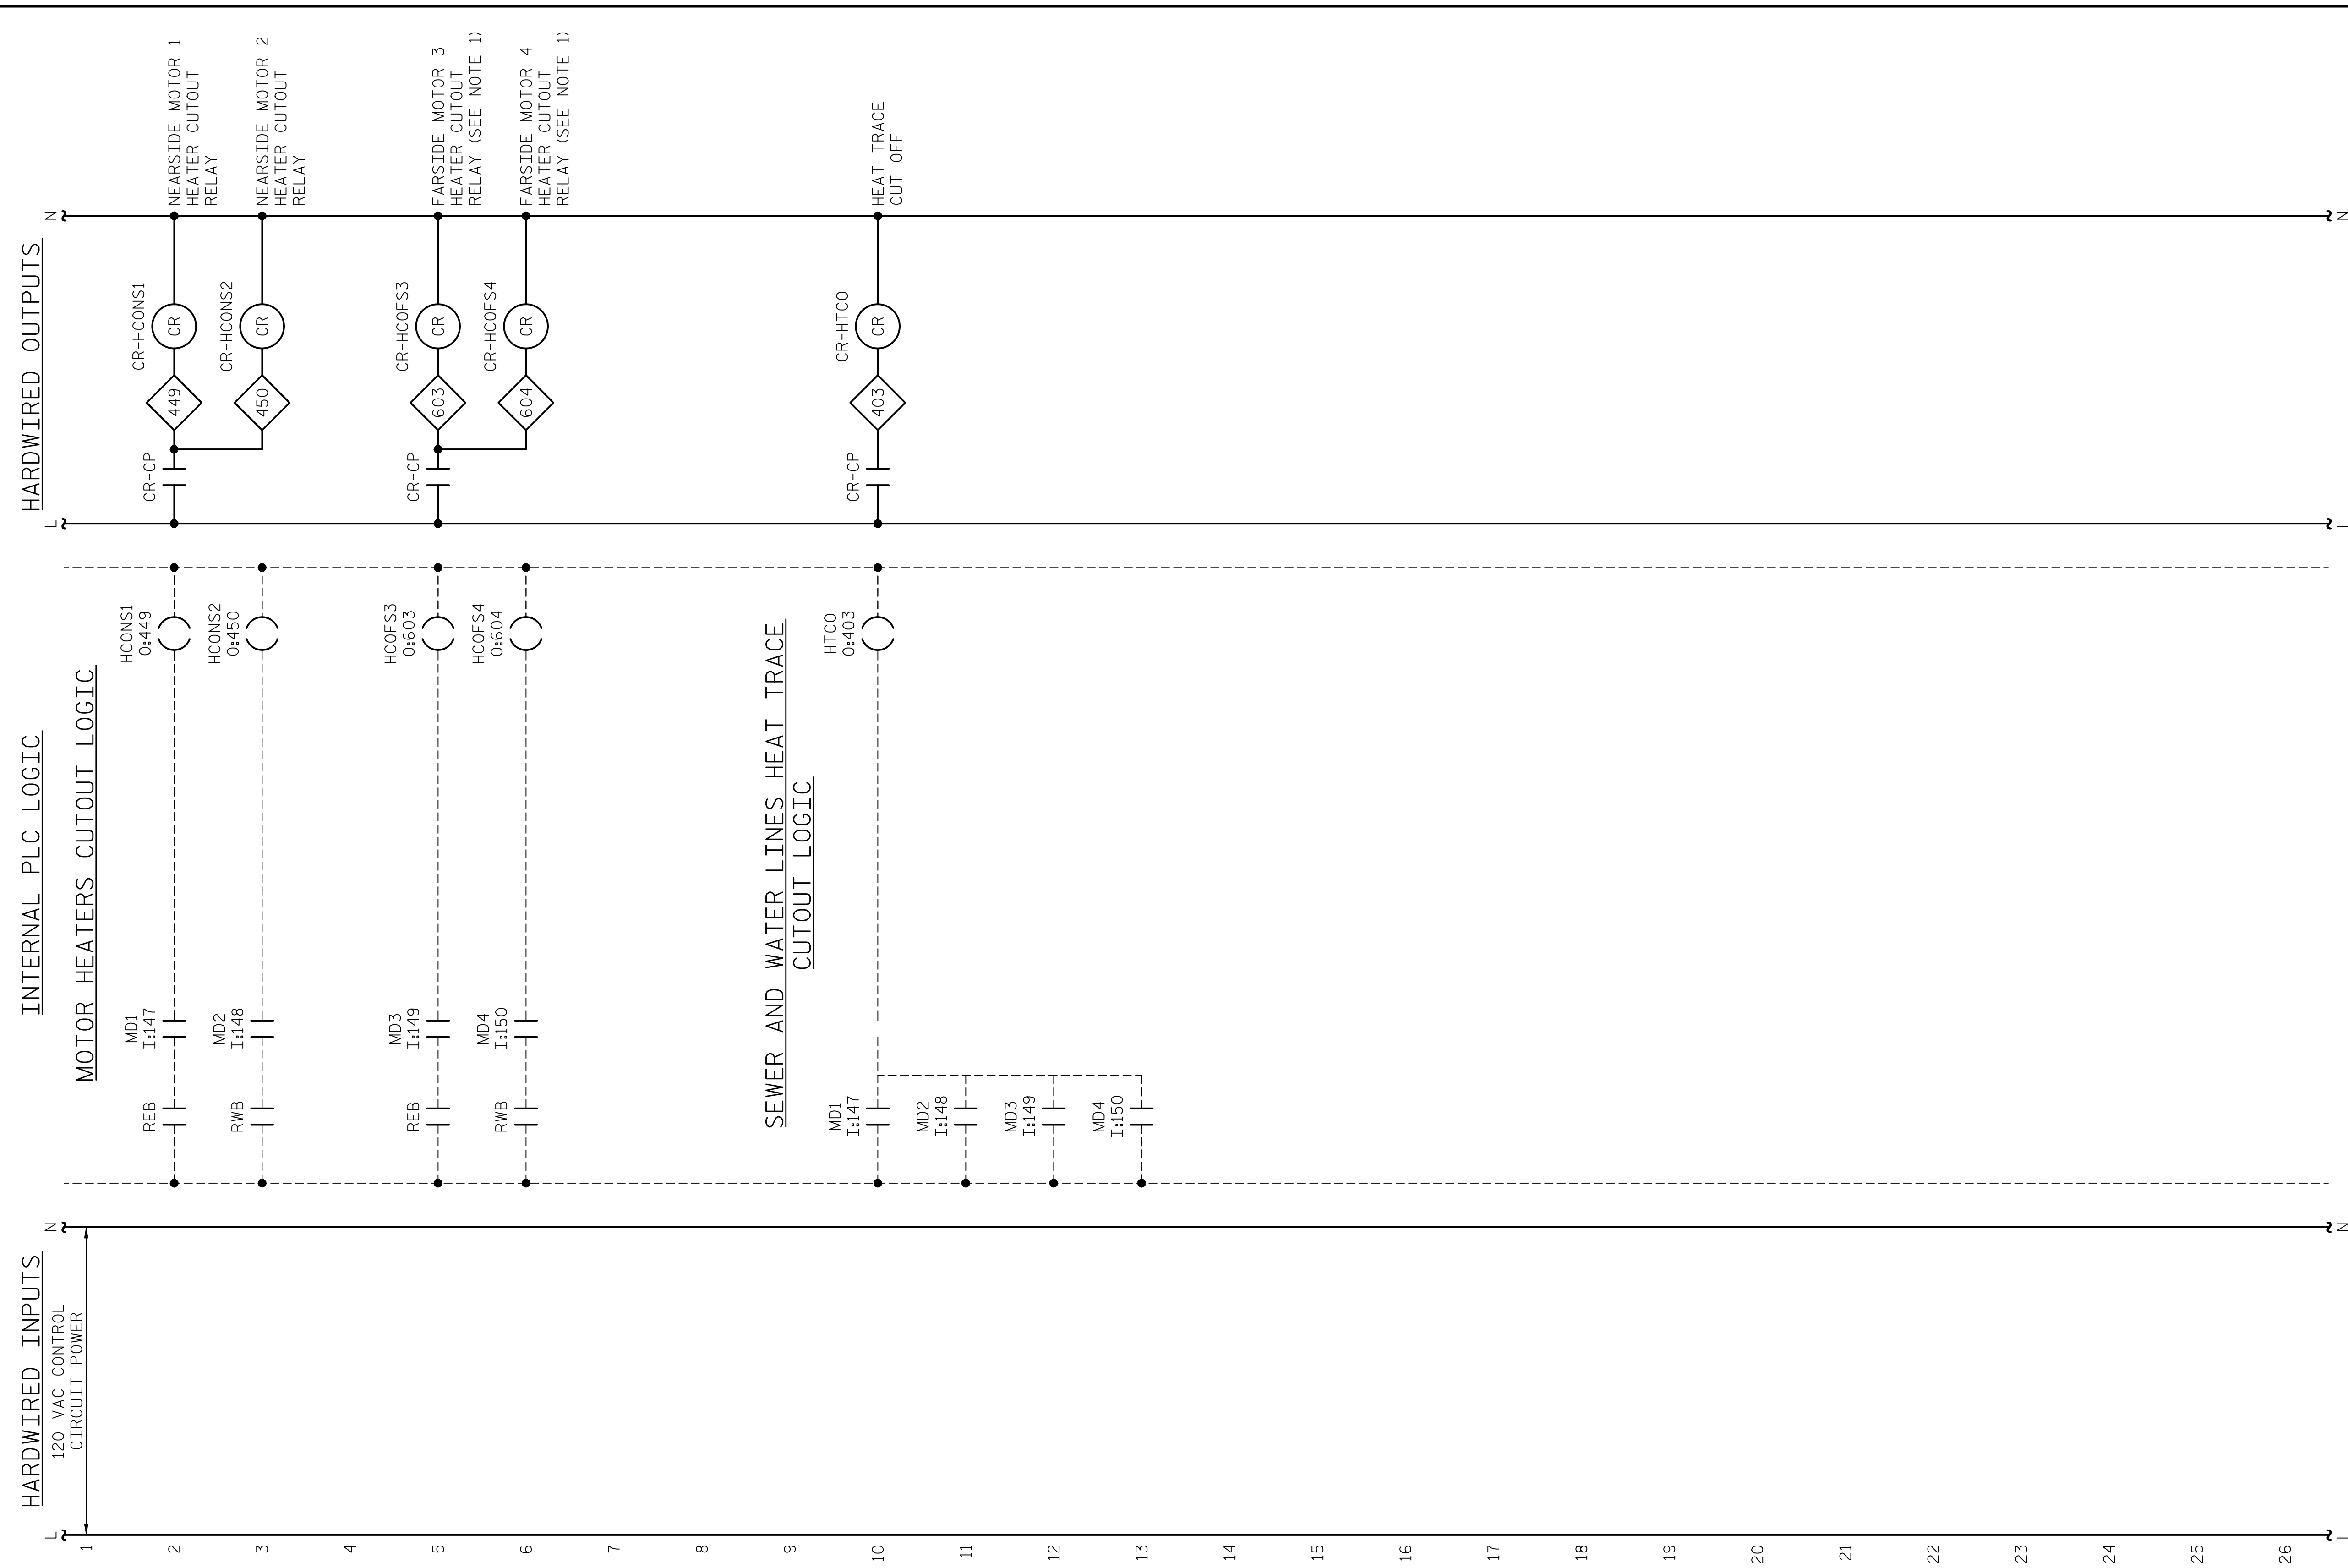 HARDWIRED INPUTS
INTERNAL PLC LOGIC
HARDWIRED OUTPUTS
L
N
L
N
120 VAC CONTROL
CIRCUIT POWER
MOTOR HEATERS CUTOUT LOGIC
1
2
REB
MD1
I:147
HCONS1
O:449
CR-CP
449
CR-HCONS1
CR
NEARSIDE MOTOR 1
HEATER CUTOUT
RELAY
3
RWB
MD2
I:148
HCONS2
O:450
450
CR-HCONS2
CR
NEARSIDE MOTOR 2
HEATER CUTOUT
RELAY
4
5
REB
MD3
I:149
HCOFS3
O:603
CR-CP
603
CR-HCOFS3
CR
FARSIDE MOTOR 3
HEATER CUTOUT
RELAY (SEE NOTE 1)
6
RWB
MD4
I:150
HCOFS4
O:604
604
CR-HCOFS4
CR
FARSIDE MOTOR 4
HEATER CUTOUT
RELAY (SEE NOTE 1)
7
8
9
SEWER AND WATER LINES HEAT TRACE
CUTOUT LOGIC
10
MD1
I:147
HTCO
O:403
CR-CP
403
CR-HTCO
CR
HEAT TRACE
CUT OFF
11
MD2
I:148
12
MD3
I:149
13
MD4
I:150
14
15
16
17
18
19
20
21
22
23
24
25
26
L
N
L
N